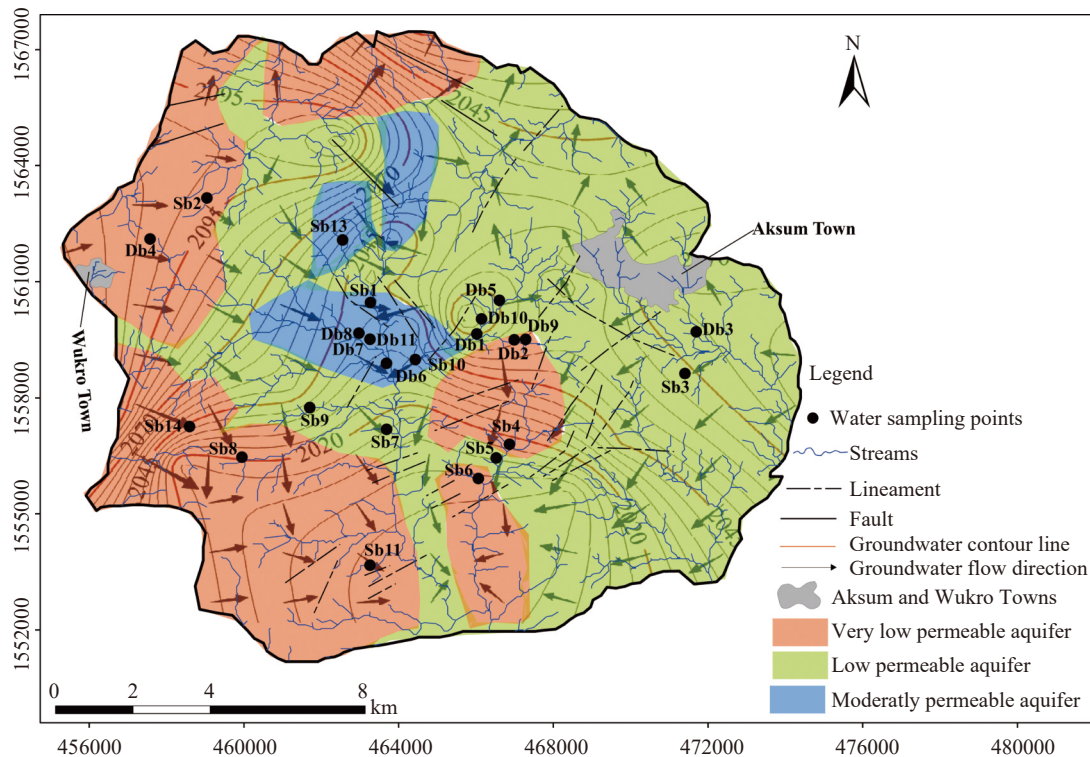 1567000
1564000
1561000
1558000
1555000
1552000
N
2095
2045
Sb2
2095
Db4
Sb13
Aksum Town
Wukro Town
Sb1
Db5
Db10
Db8
Db11
Db1
Db9
Db7
Db2
Db3
Sb10
Db6
Sb3
Sb9
2020
Sb7
Sb14
2070
Sb4
Sb8
Sb5
2045
Sb6
2020
Sb11
Legend
Water sampling points
Streams
Lineament
Fault
Groundwater contour line
Groundwater flow direction
Aksum and Wukro Towns
Very low permeable aquifer
Low permeable aquifer
Moderatly permeable aquifer
0 2 4 8
km
456000 460000 464000 468000 472000 476000 480000